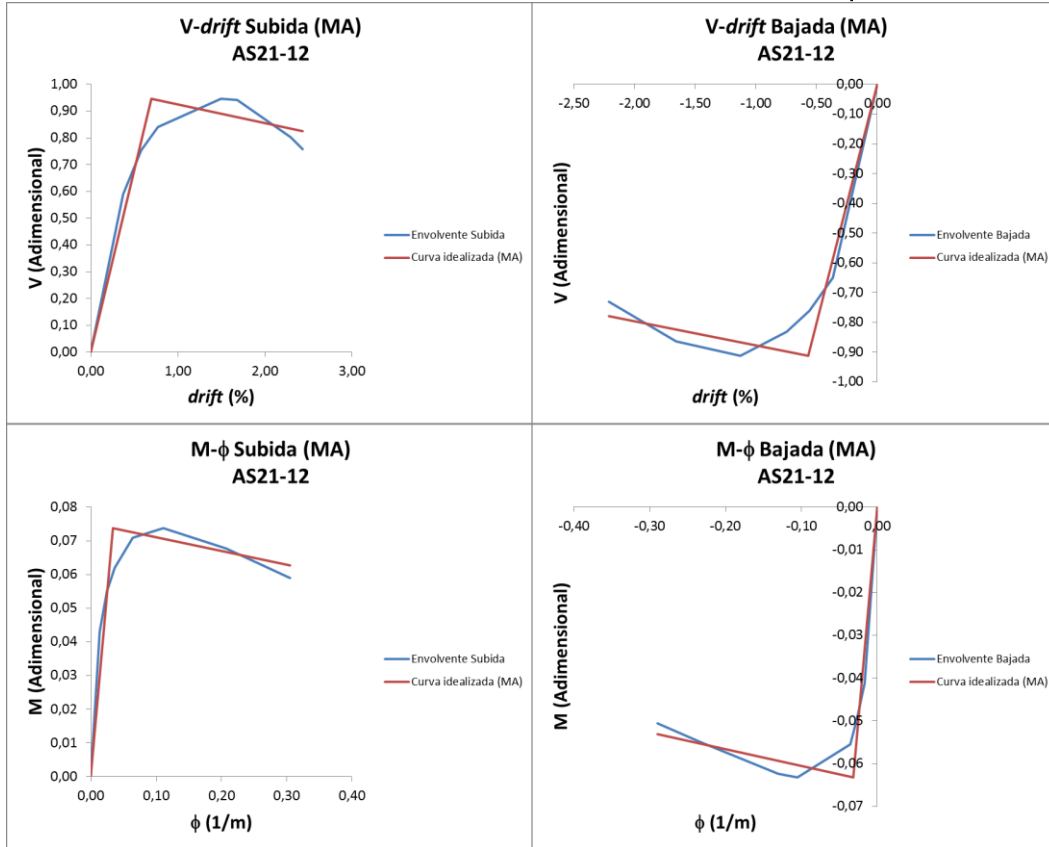 V-drift Subida (MA)
AS21-12
1,00
0,90
0,80
0,70
0,60
0,50
0,40
0,30
0,20
0,10
0,00
0,00 1,00 2,00 3,00
V (Adimensional)
drift (%)
Envolvente Subida
Curva idealizada (MA)
V-drift Bajada (MA)
AS21-12
-2,50 -2,00 -1,50 -1,00 -0,50 0,00
0,00
-0,10
-0,20
-0,30
-0,40
-0,50
-0,60
-0,70
-0,80
-0,90
-1,00
V (Adimensional)
drift (%)
Envolvente Bajada
Curva idealizada (MA)
M-ϕ Subida (MA)
AS21-12
0,08
0,07
0,06
0,05
0,04
0,03
0,02
0,01
0,00
0,00 0,10 0,20 0,30 0,40
M (Adimensional)
ϕ (1/m)
Envolvente Subida
Curva idealizada (MA)
M-ϕ Bajada (MA)
AS21-12
-0,40 -0,30 -0,20 -0,10 0,00
0,00
-0,01
-0,02
-0,03
-0,04
-0,05
-0,06
-0,07
M (Adimensional)
ϕ (1/m)
Envolvente Bajada
Curva idealizada (MA)